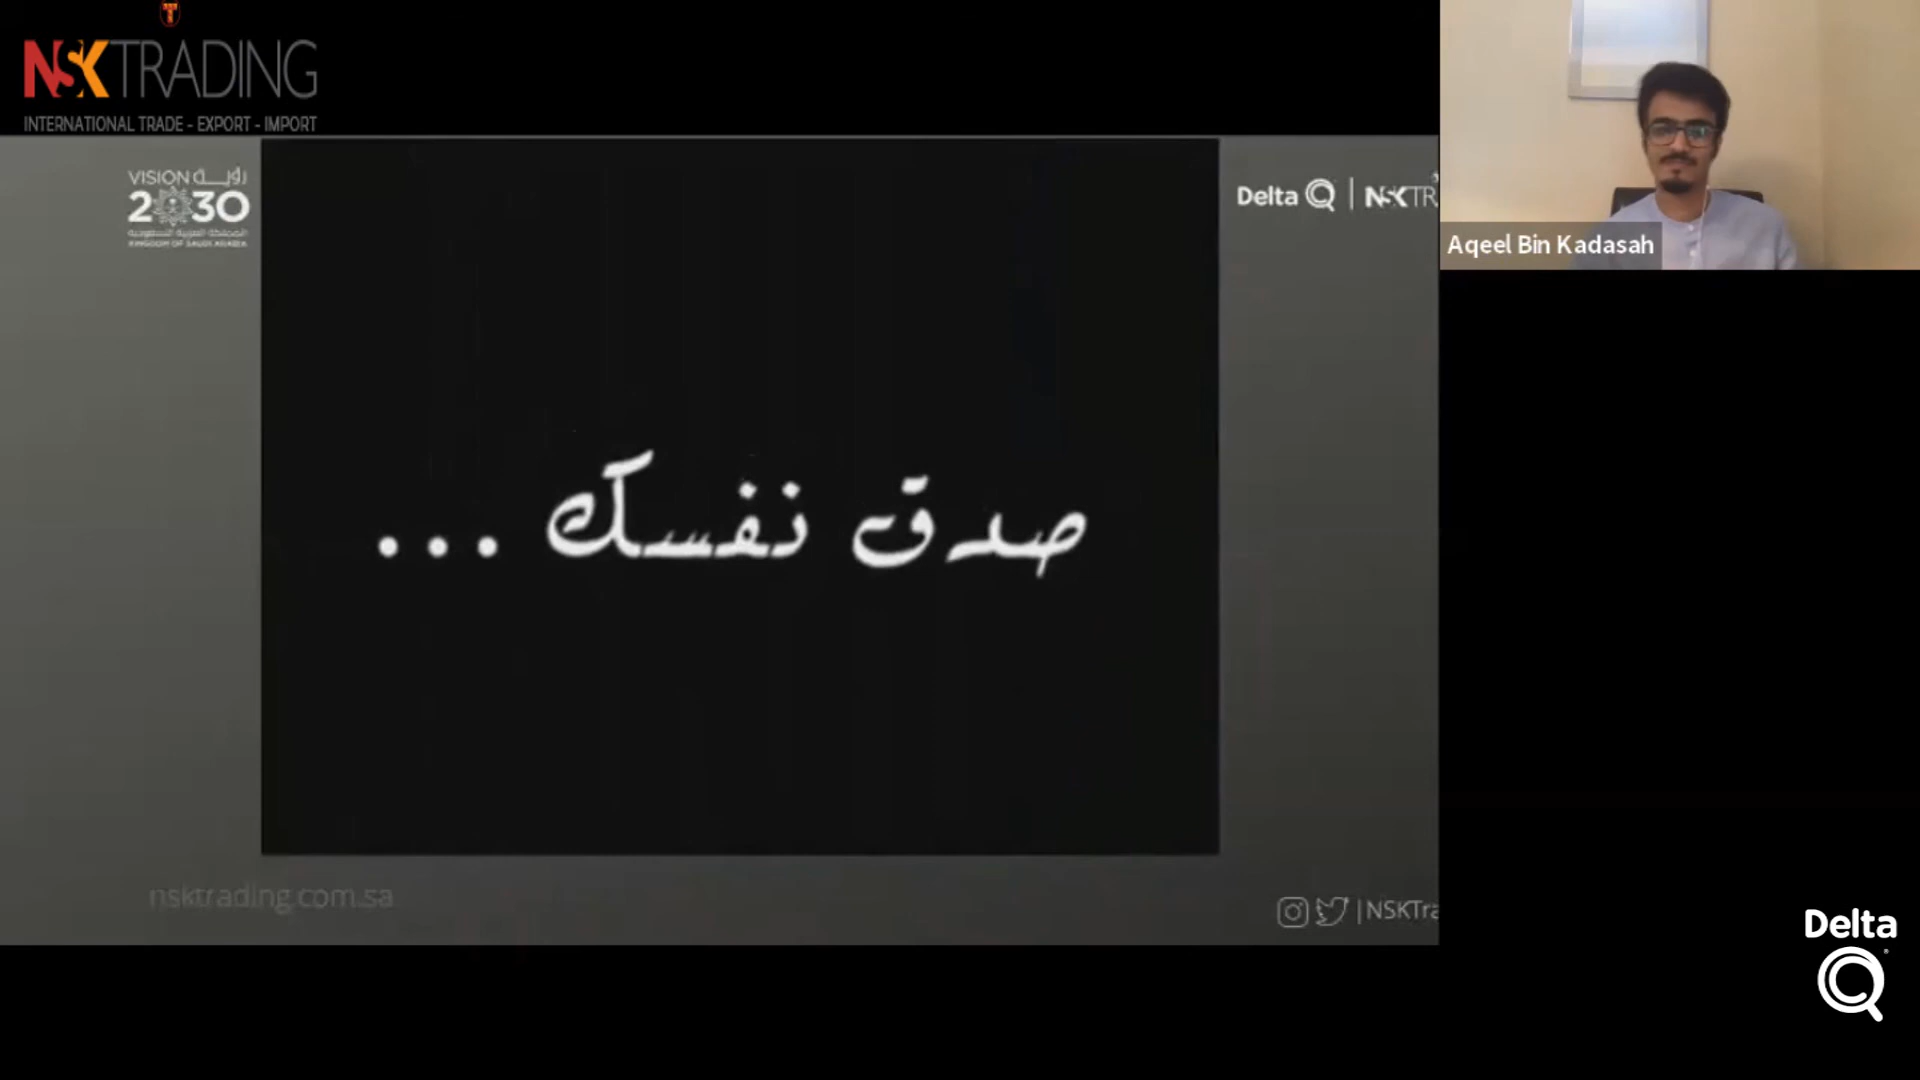 NSKTRADING
INTERNATIONAL TRADE - EXPORT - IMPORT
VISION رؤيـــة
2030
المملكة العربية السعودية
KINGDOM OF SAUDI ARABIA
Delta Q | NSKTR
Aqeel Bin Kadasah
صدق نفسك ...
nsktrading.com.sa
|NSKTra
Delta
Q